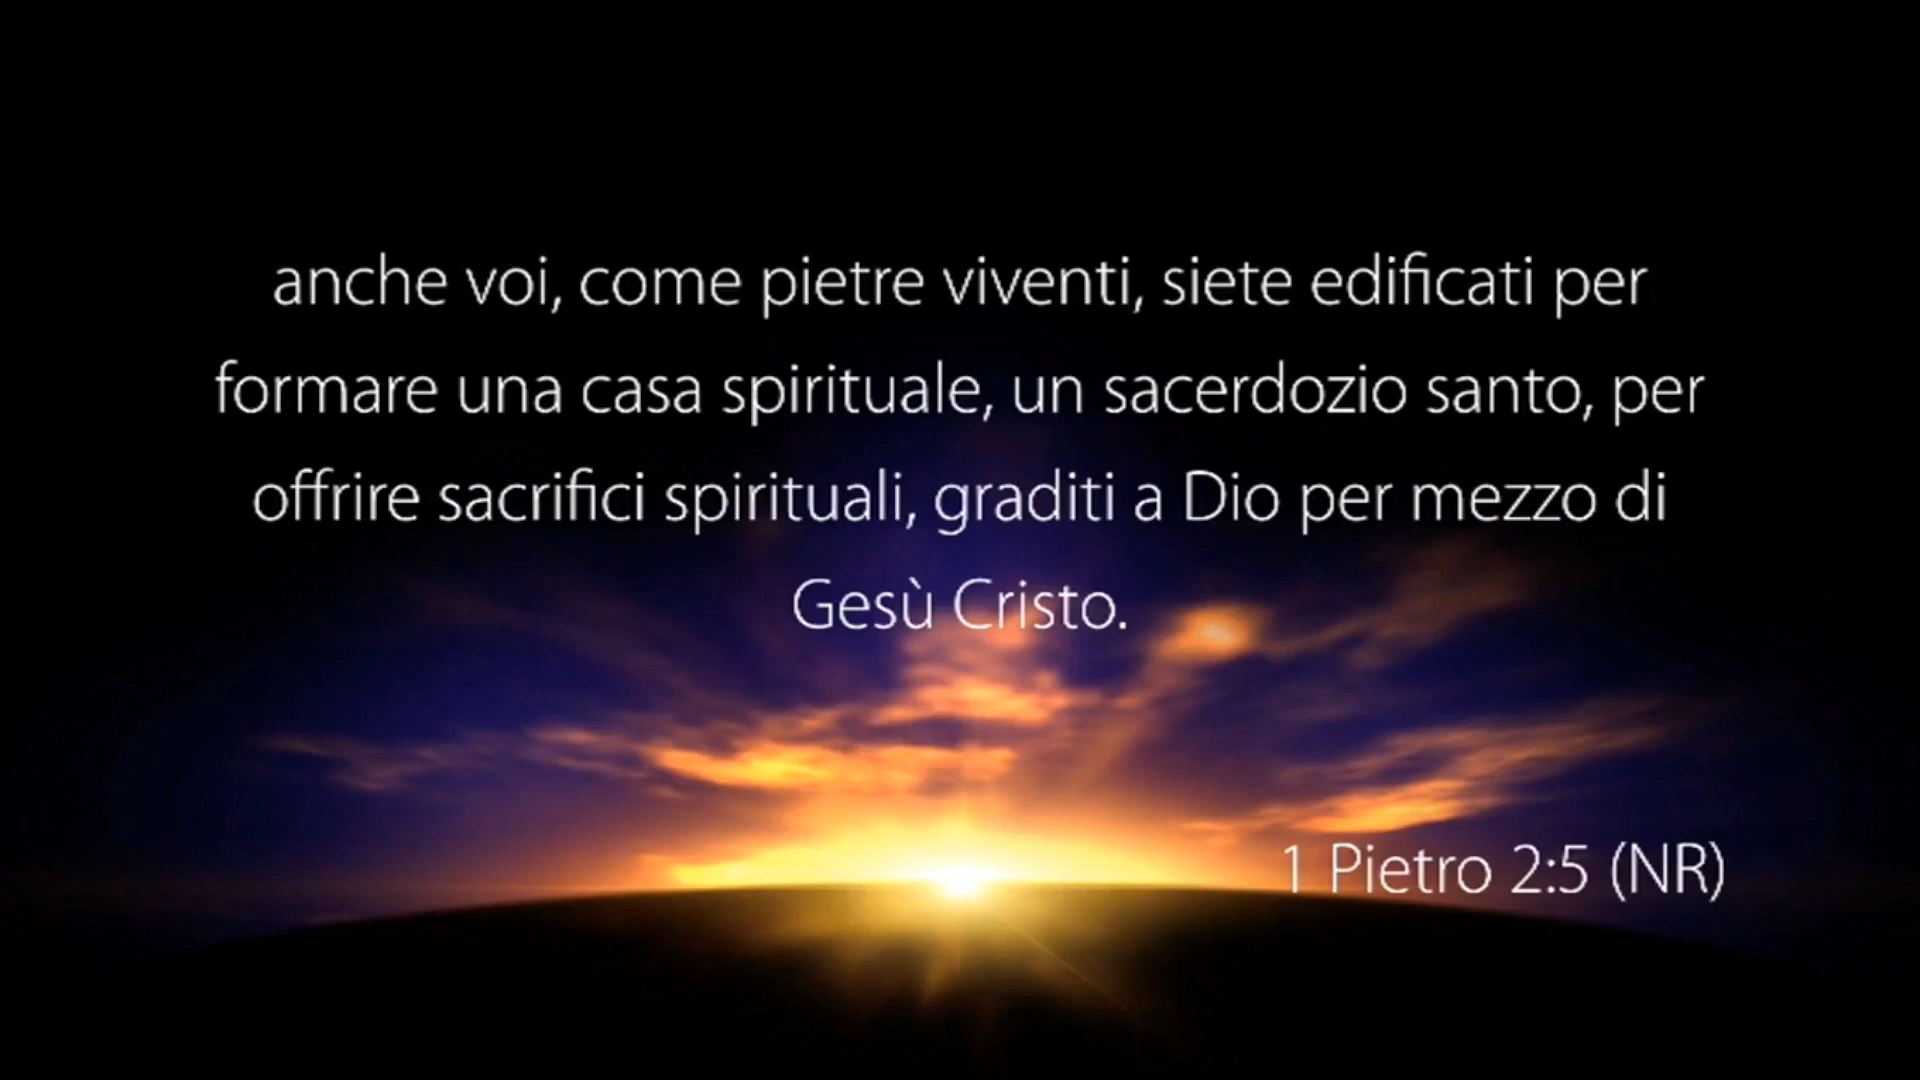 anche voi, come pietre viventi, siete edificati per
formare una casa spirituale, un sacerdozio santo, per
offrire sacrifici spirituali, graditi a Dio per mezzo di
Gesù Cristo.
1 Pietro 2:5 (NR)